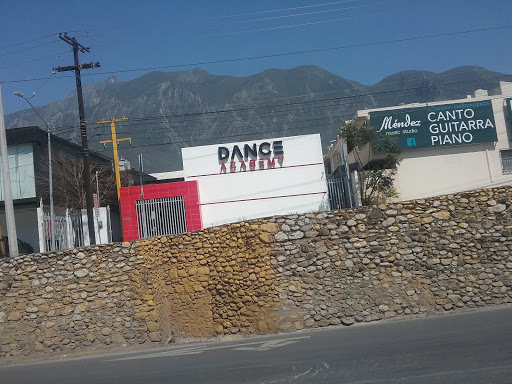 DANCE
ACADEMY
Méndez
music studio
CANTO
GUITARRA
PIANO